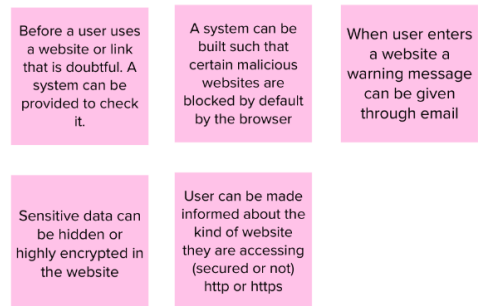 Before a user uses
a website or link
that is doubtful. A
system can be
provided to check
it.
A system can be
built such that
certain malicious
websites are
blocked by default
by the browser
When user enters
a website a
warning message
can be given
through email
Sensitive data can
be hidden or
highly encrypted in
the website
User can be made
informed about the
kind of website
they are accessing
(secured or not)
http or https